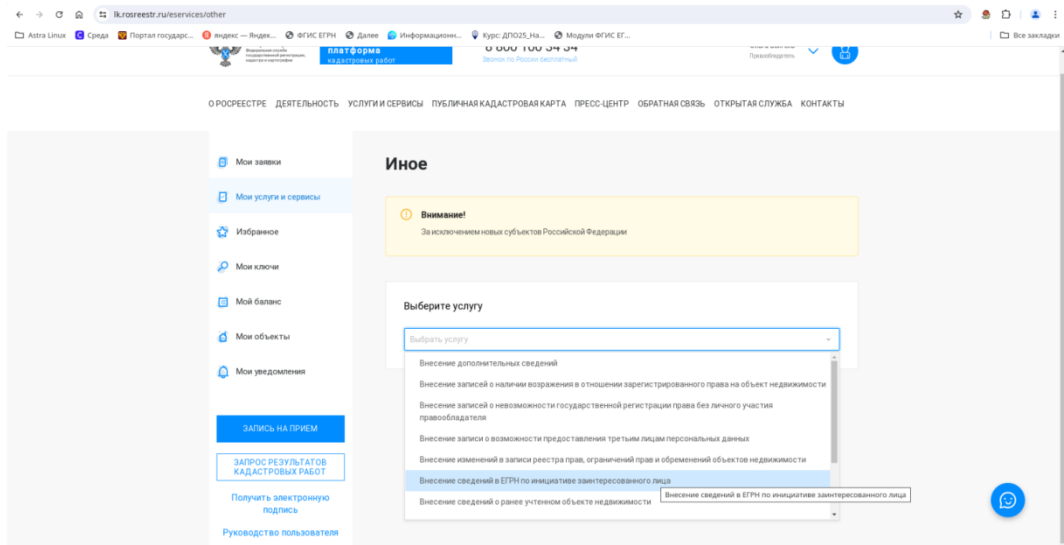 lk.rosreestr.ru/eservices/other
Astra Linux Среда Портал государс... яндекс — Яндек... ФГИС ЕГРН Далее Информационн... Курс: ДПО25_На... Модули ФГИС ЕГ... Все закладки
платформа
кадастровых работ
8 800 100 34 34
Звонок по России бесплатный
Правообладатель
О РОСРЕЕСТРЕ ДЕЯТЕЛЬНОСТЬ УСЛУГИ И СЕРВИСЫ ПУБЛИЧНАЯ КАДАСТРОВАЯ КАРТА ПРЕСС-ЦЕНТР ОБРАТНАЯ СВЯЗЬ ОТКРЫТАЯ СЛУЖБА КОНТАКТЫ
Мои заявки
Мои услуги и сервисы
Избранное
Мои ключи
Мой баланс
Мои объекты
Мои уведомления
ЗАПИСЬ НА ПРИЕМ
ЗАПРОС РЕЗУЛЬТАТОВ
КАДАСТРОВЫХ РАБОТ
Получить электронную
подпись
Руководство пользователя
Иное
Внимание!
За исключением новых субъектов Российской Федерации
Выберите услугу
Выбрать услугу
Внесение дополнительных сведений
Внесение записей о наличии возражения в отношении зарегистрированного права на объект недвижимости
Внесение записей о невозможности государственной регистрации права без личного участия
правообладателя
Внесение записи о возможности предоставления третьим лицам персональных данных
Внесение изменений в записи реестра прав, ограничений прав и обременений объектов недвижимости
Внесение сведений в ЕГРН по инициативе заинтересованного лица
Внесение сведений в ЕГРН по инициативе заинтересованного лица
Внесение сведений о ранее учтенном объекте недвижимости